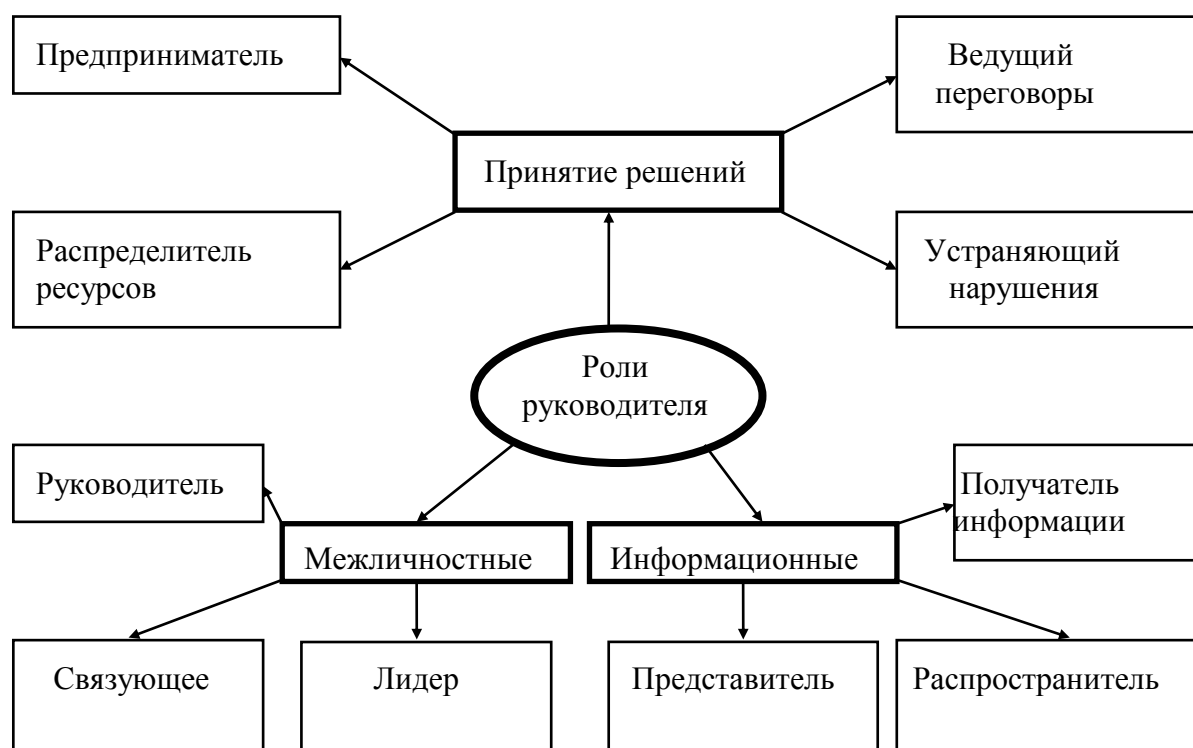 Предприниматель
Ведущий
переговоры
Принятие решений
Распределитель
ресурсов
Устраняющий
нарушения
Роли
руководителя
Руководитель
Получатель
информации
Межличностные
Информационные
Связующее
Лидер
Представитель
Распространитель